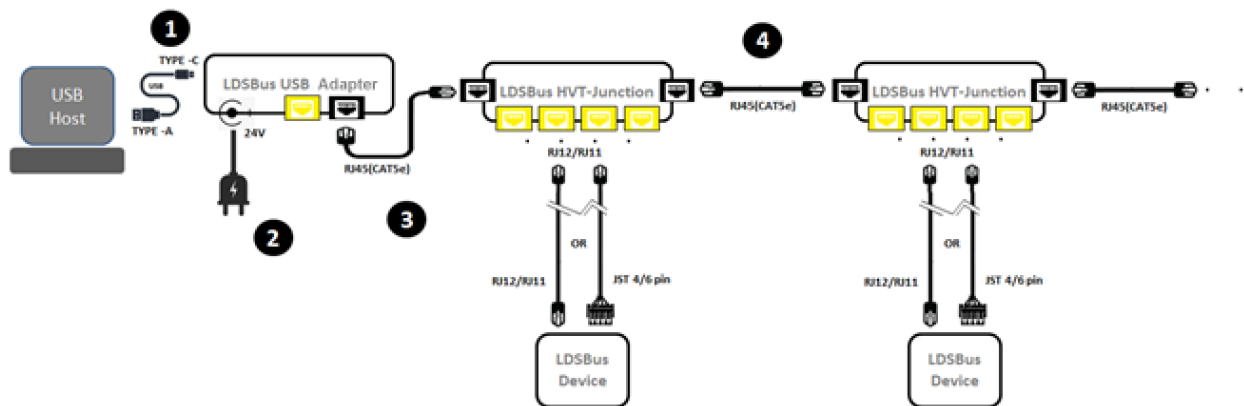 1
4
TYPE -C
USB
TYPE -A
USB
Host
LDSBus USB Adapter
24V
2
RJ45(CAT5e)
3
LDSBus HVT-Junction
RJ12/RJ11
RJ45(CAT5e)
LDSBus HVT-Junction
RJ12/RJ11
RJ45(CAT5e)
OR
RJ12/RJ11
JST 4/6 pin
LDSBus
Device
OR
RJ12/RJ11
JST 4/6 pin
LDSBus
Device